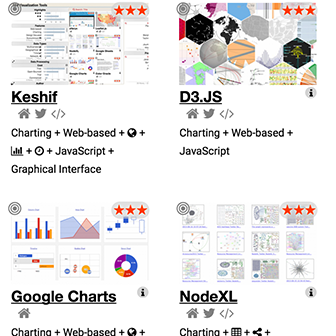 Keshif
D3.JS
Charting + Web-based + +
+ + JavaScript +
Graphical Interface
Charting + Web-based +
JavaScript
Google Charts
NodeXL
Charting + Web-based + +
Charting + + +